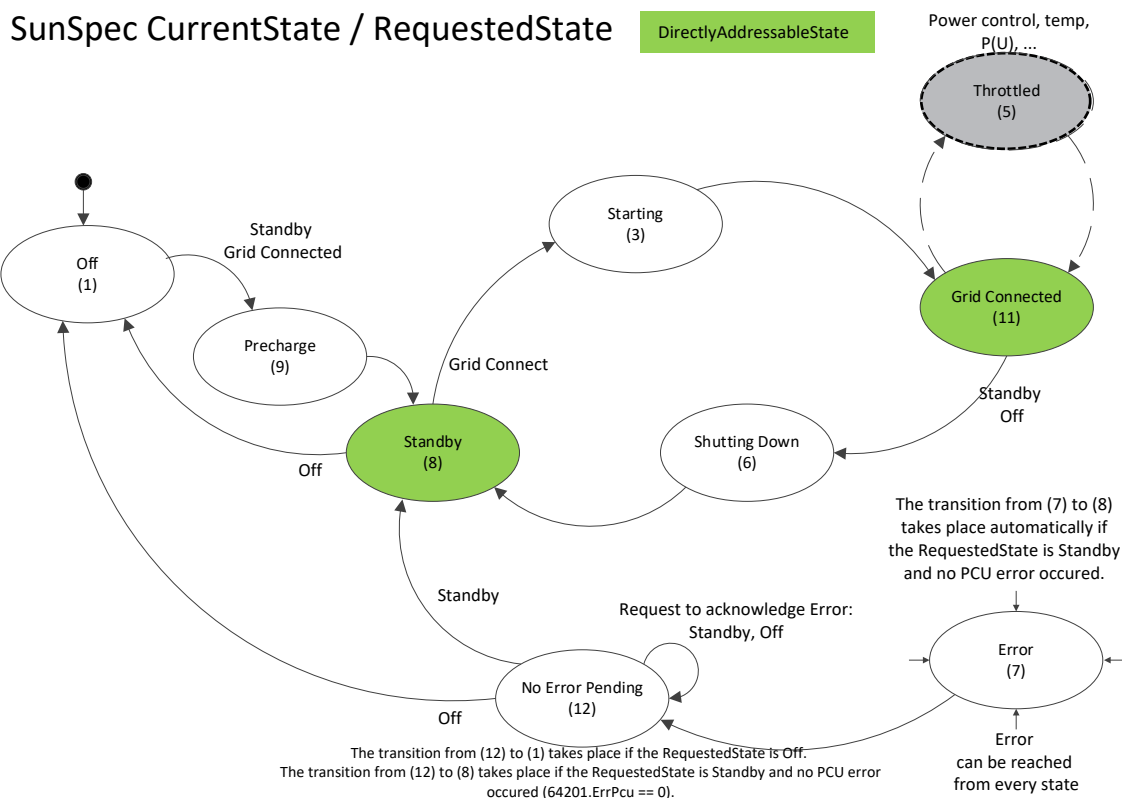 SunSpec CurrentState / RequestedState
DirectlyAddressableState
Power control, temp,
P(U), ...
Throttled
(5)
Starting
(3)
Standby
Grid Connected
Off
(1)
Grid Connected
(11)
Precharge
(9)
Grid Connect
Standby
Off
Standby
(8)
Shutting Down
(6)
Off
The transition from (7) to (8)
takes place automatically if
the RequestedState is Standby
and no PCU error occured.
Standby
Request to acknowledge Error:
Standby, Off
Error
(7)
No Error Pending
(12)
Off
Error
can be reached
from every state
The transition from (12) to (1) takes place if the RequestedState is Off.
The transition from (12) to (8) takes place if the RequestedState is Standby and no PCU error
occured (64201.ErrPcu == 0).